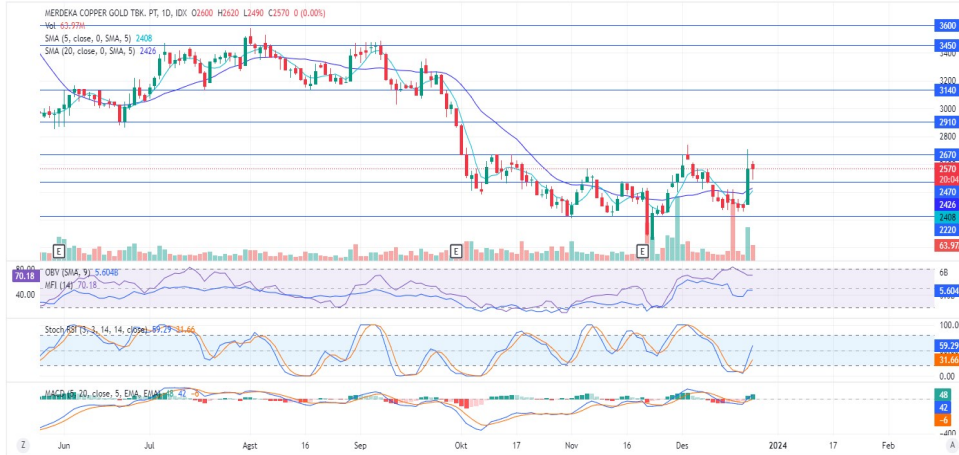 MERDEKA COPPER GOLD TBK. PT, 1D, IDX O2600 H2620 L2490 C2570 0 (0.00%)
Vol 63.97M
SMA (5, close, 0, SMA, 5) 2408
SMA (20, close, 0, SMA, 5) 2426
3600
3450
3400
3200
3140
3000
2910
2800
2670
2570
20:04
2470
2426
2408
2220
63.97
E
E
E
80.00
70.18
40.00
OBV (SMA, 9) 5.604B
MFI (14) 70.18
6B
5.604
Stoch RSI (3, 3, 14, 14, close) 59.29 31.66
100.0
59.29
31.66
0.00
MACD (5, 20, close, 5, EMA, EMA) 48 42 -6
48
42
-6
-400
Z
Jun
Jul
Agst
Sep
Okt
17
Nov
16
Des
2024
17
Feb
A